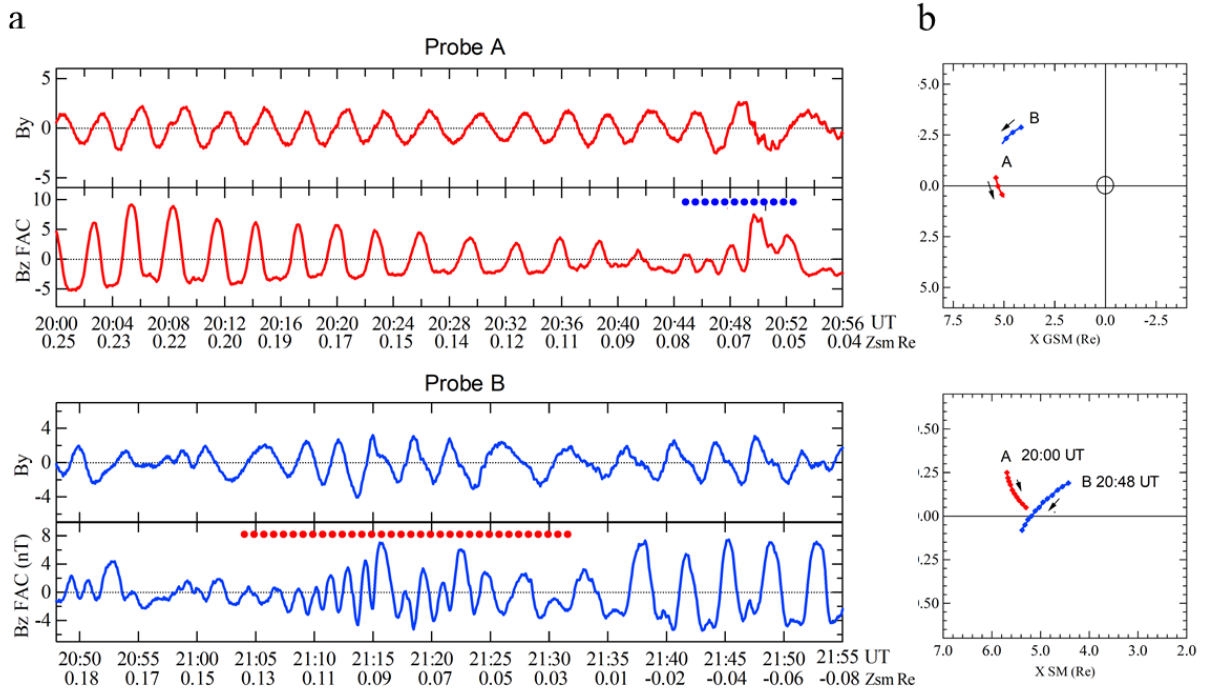 a
b
Probe A
5
0
-5
By
10
5
0
-5
Bz FAC
20:00 20:04 20:08 20:12 20:16 20:20 20:24 20:28 20:32 20:36 20:40 20:44 20:48 20:52 20:56 UT
0.25 0.23 0.22 0.20 0.19 0.17 0.15 0.14 0.12 0.11 0.09 0.08 0.07 0.05 0.04 Zsm Re
Probe B
4
0
-4
By
8
4
0
-4
Bz FAC (nT)
20:50 20:55 21:00 21:05 21:10 21:15 21:20 21:25 21:30 21:35 21:40 21:45 21:50 21:55 UT
0.18 0.17 0.15 0.13 0.11 0.09 0.07 0.05 0.03 0.01 -0.02 -0.04 -0.06 -0.08 Zsm Re
-5.0
-2.5
0.0
2.5
5.0
B
A
7.5 5.0 2.5 0.0 -2.5
X GSM (Re)
.50
.25
.00
.25
.50
A 20:00 UT
B 20:48 UT
7.0 6.0 5.0 4.0 3.0 2.0
X SM (Re)